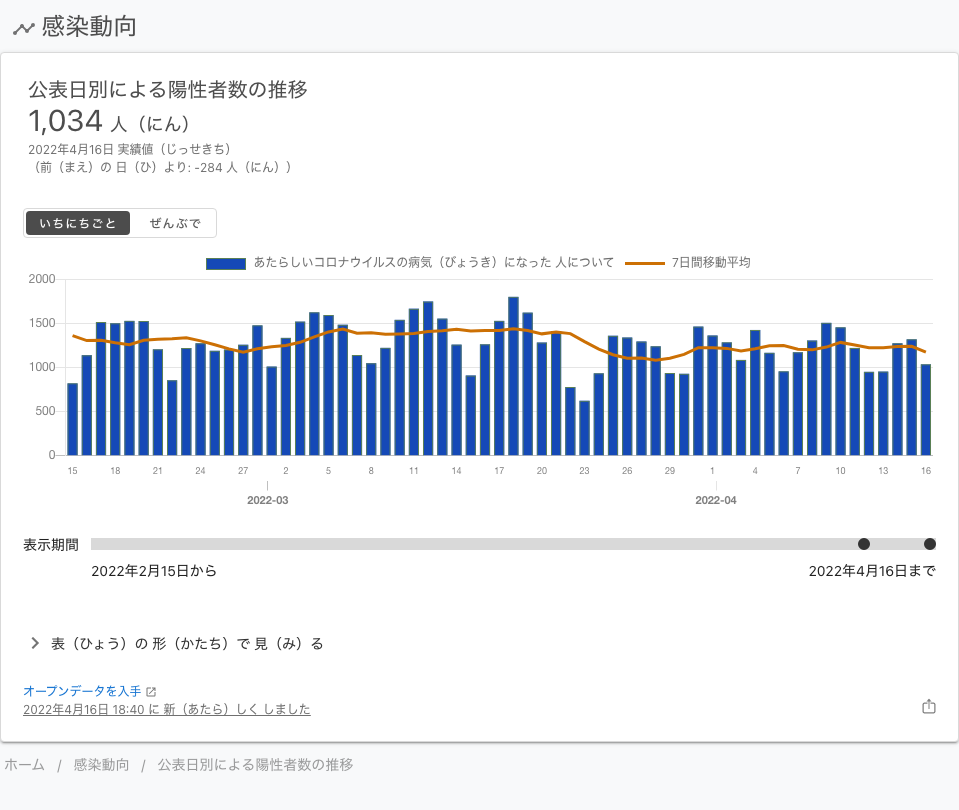 感染動向
公表日別による陽性者数の推移
1,034 人（にん）
2022年4月16日 実績値（じっせきち）
（前（まえ）の 日（ひ）より: -284 人（にん））
いちにちごと ぜんぶで
あたらしいコロナウイルスの病気（びょうき）になった 人について 7日間移動平均
2000
1500
1000
500
0
15 18 21 24 27 2 5 8 11 14 17 20 23 26 29 1 4 7 10 13 16
2022-03 2022-04
表示期間
2022年2月15日から 2022年4月16日まで
表（ひょう）の 形（かたち）で 見（み）る
オープンデータを入手
2022年4月16日 18:40 に 新（あたら）しく しました
ホーム / 感染動向 / 公表日別による陽性者数の推移